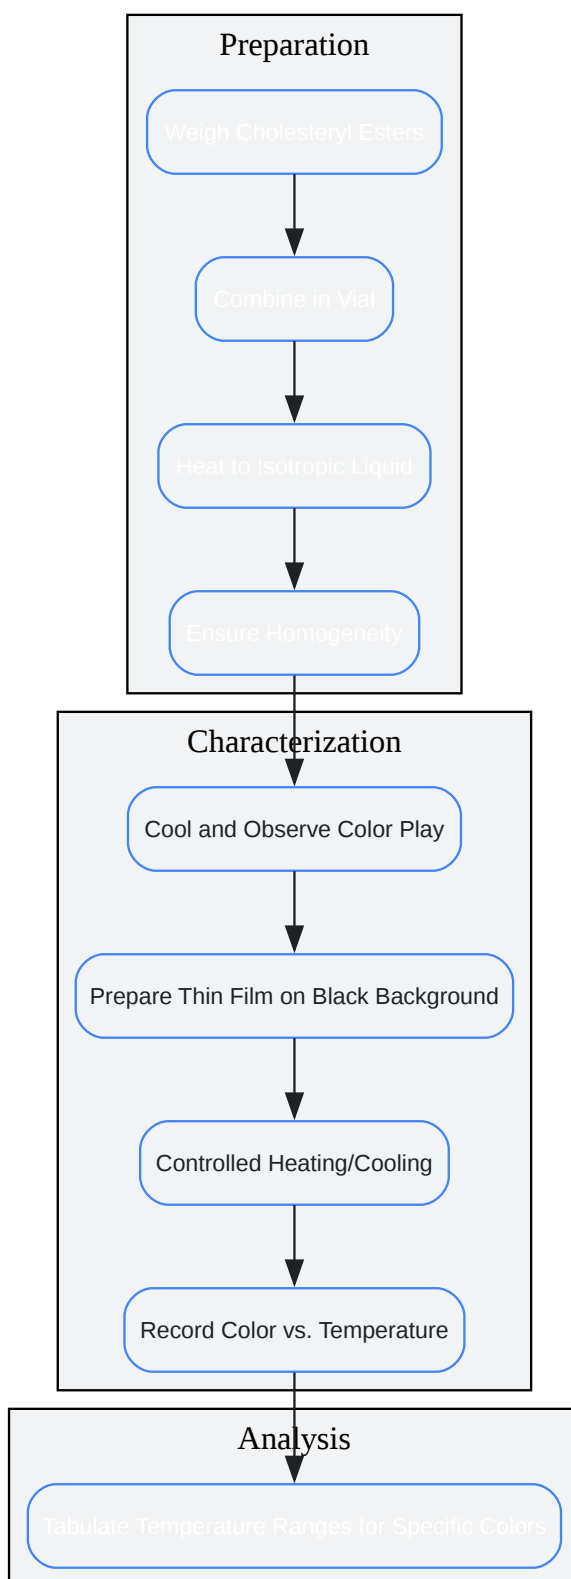 Preparation
Weigh Cholesteryl Esters
Combine in Vial
Heat to Isotropic Liquid
Ensure Homogeneity
Characterization
Cool and Observe Color Play
Prepare Thin Film on Black Background
Controlled Heating/Cooling
Record Color vs. Temperature
Analysis
Tabulate Temperature Ranges for Specific Colors